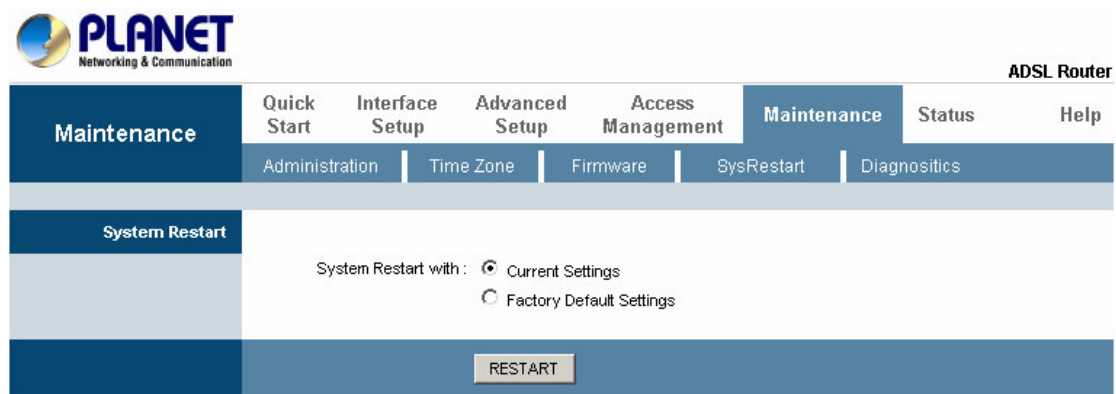 PLANET
Networking & Communication
ADSL Router
Maintenance
Quick Start
Interface Setup
Advanced Setup
Access Management
Maintenance
Status
Help
Administration
Time Zone
Firmware
SysRestart
Diagnositics
System Restart
System Restart with :
Current Settings
Factory Default Settings
RESTART